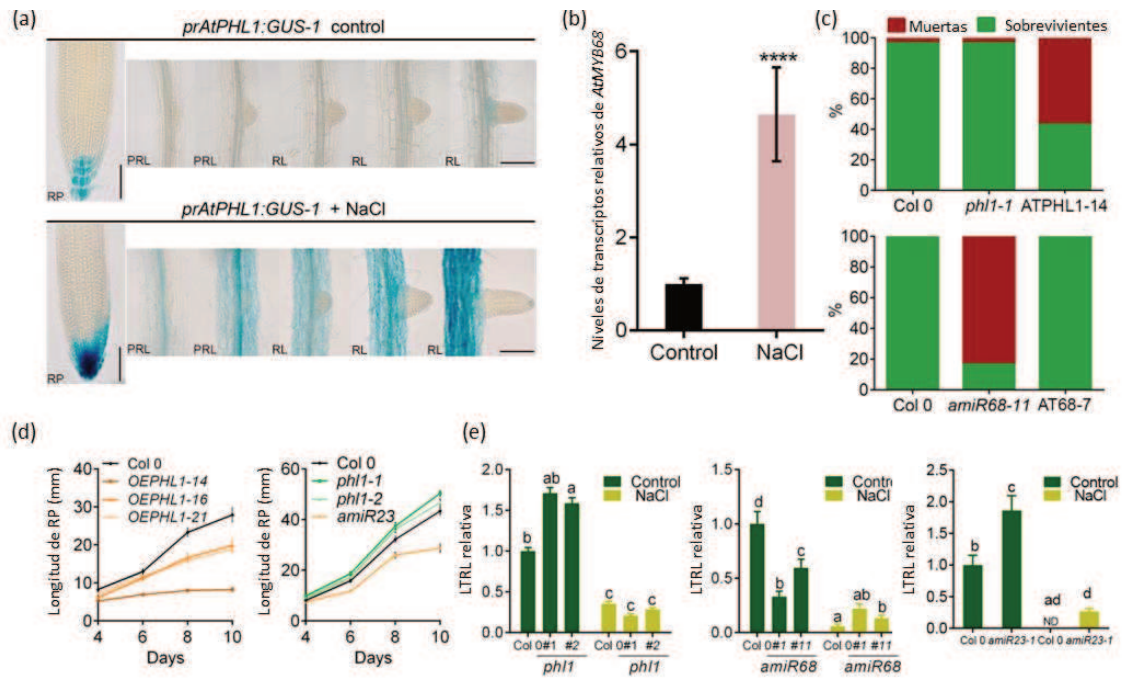 (a)
prAtPHL1:GUS-1 control
RP
PRL PRL RL RL RL
prAtPHL1:GUS-1 + NaCl
RP
PRL PRL RL RL RL
(b)
Niveles de transcriptos relativos de AtMYB68
6
4
2
0
****
Control NaCl
(c)
Muertas Sobrevivientes
%
100
80
60
40
20
0
Col 0 phl1-1 ATPHL1-14
%
100
80
60
40
20
0
Col 0 amiR68-11 AT68-7
(d)
Longitud de RP (mm)
40
30
20
10
0
Col 0
OEPHL1-14
OEPHL1-16
OEPHL1-21
4 6 8 10
Days
Longitud de RP (mm)
60
40
20
0
Col 0
phl1-1
phl1-2
amiR23
4 6 8 10
Days
(e)
LTRL relativa
2.0
1.5
1.0
0.5
0.0
Control
NaCl
b ab a c c c
Col 0#1 #2 Col 0#1 #2
phl1 phl1
LTRL relativa
1.5
1.0
0.5
0.0
Control
NaCl
d b c a ab b
Col 0#1 #11 Col 0#1 #11
amiR68 amiR68
LTRL relativa
2.5
2.0
1.5
1.0
0.5
0.0
Control
NaCl
b c ad d
ND
Col 0 amiR23-1 Col 0 amiR23-1